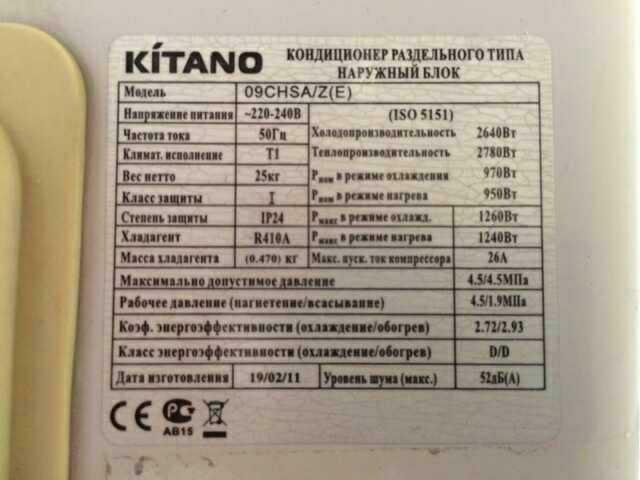 KÍTANO
КОНДИЦИОНЕР РАЗДЕЛЬНОГО ТИПА
НАРУЖНЫЙ БЛОК
Модель 09CHSA/Z(E)
Напряжение питания ~220-240В (ISO 5151)
Частота тока 50Гц Холодопроизводительность 2640Вт
Климат. исполнение T1 Теплопроизводительность 2780Вт
Вес нетто 25кг Pном в режиме охлаждения 970Вт
Класс защиты I Pном в режиме нагрева 950Вт
Степень защиты IP24 Pмакс в режиме охлажд. 1260Вт
Хладагент R410A Pмакс в режиме нагрева 1240Вт
Масса хладагента (0.470) кг Макс. пуск. ток компрессора 26А
Максимально допустимое давление 4.5/4.5МПа
Рабочее давление (нагнетение/всасывание) 4.5/1.9МПа
Коэф. энергоэффективности (охлаждение/обогрев) 2.72/2.93
Класс энергоэффективности (охлаждение/обогрев) D/D
Дата изготовления 19/02/11 Уровень шума (макс.) 52дБ(А)
CE
АВ15